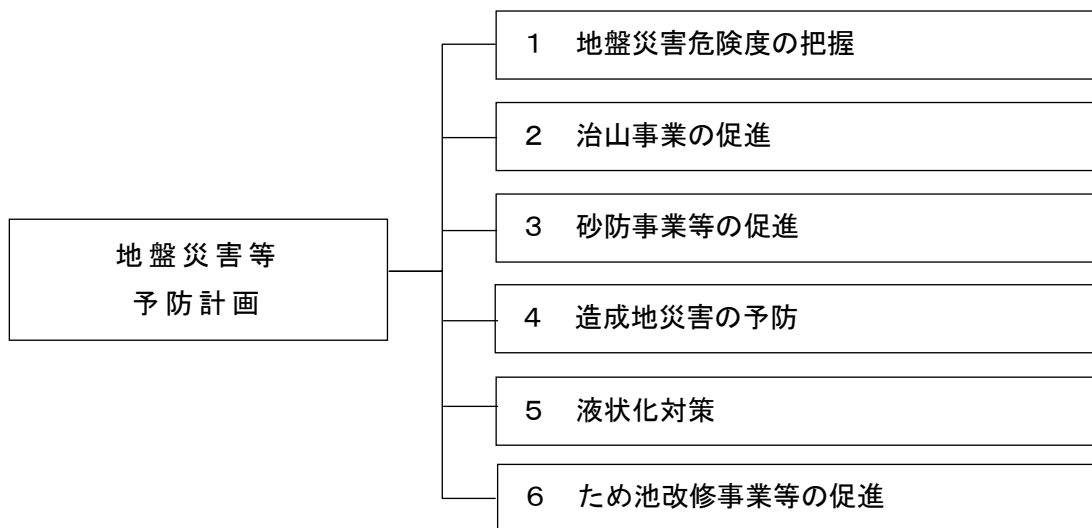 地盤災害等
予防計画
１　地盤災害危険度の把握
２　治山事業の促進
３　砂防事業等の促進
４　造成地災害の予防
５　液状化対策
６　ため池改修事業等の促進